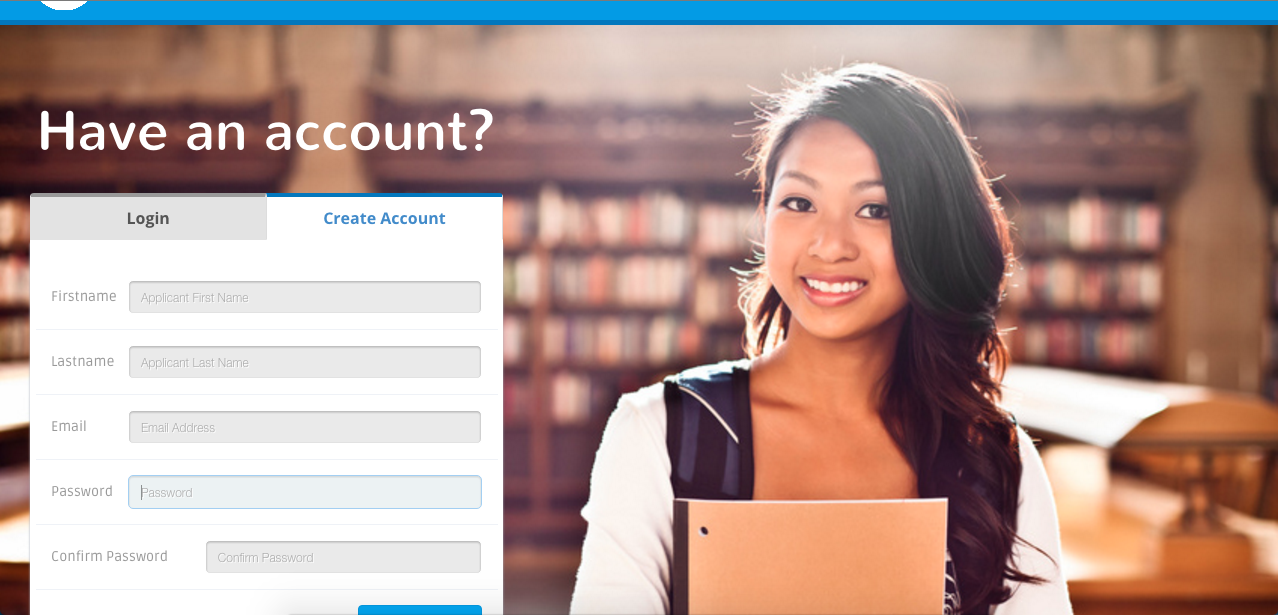 Have an account?
Login
Create Account
Firstname
Applicant First Name
Lastname
Applicant Last Name
Email
Email Address
Password
Password
Confirm Password
Confirm Password